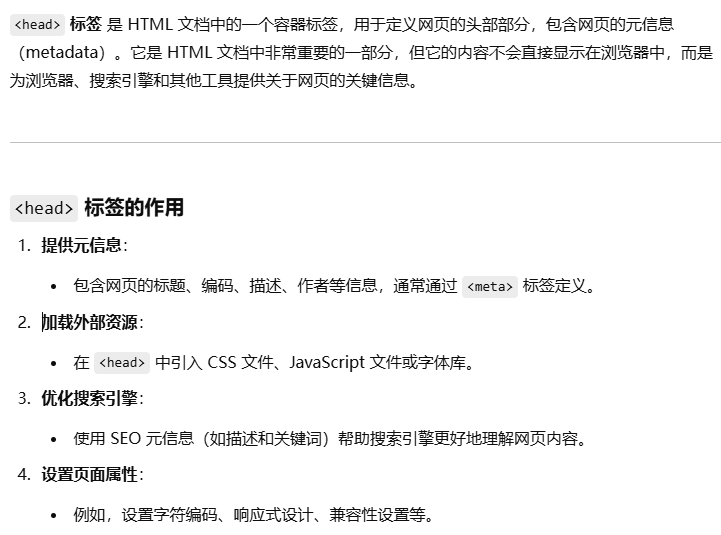 <head> 标签 是 HTML 文档中的一个容器标签，用于定义网页的头部部分，包含网页的元信息
（metadata）。它是 HTML 文档中非常重要的一部分，但它的内容不会直接显示在浏览器中，而是
为浏览器、搜索引擎和其他工具提供关于网页的关键信息。
<head> 标签的作用
1. 提供元信息：
• 包含网页的标题、编码、描述、作者等信息，通常通过 <meta> 标签定义。
2. 加载外部资源：
• 在 <head> 中引入 CSS 文件、JavaScript 文件或字体库。
3. 优化搜索引擎：
• 使用 SEO 元信息（如描述和关键词）帮助搜索引擎更好地理解网页内容。
4. 设置页面属性：
• 例如，设置字符编码、响应式设计、兼容性设置等。